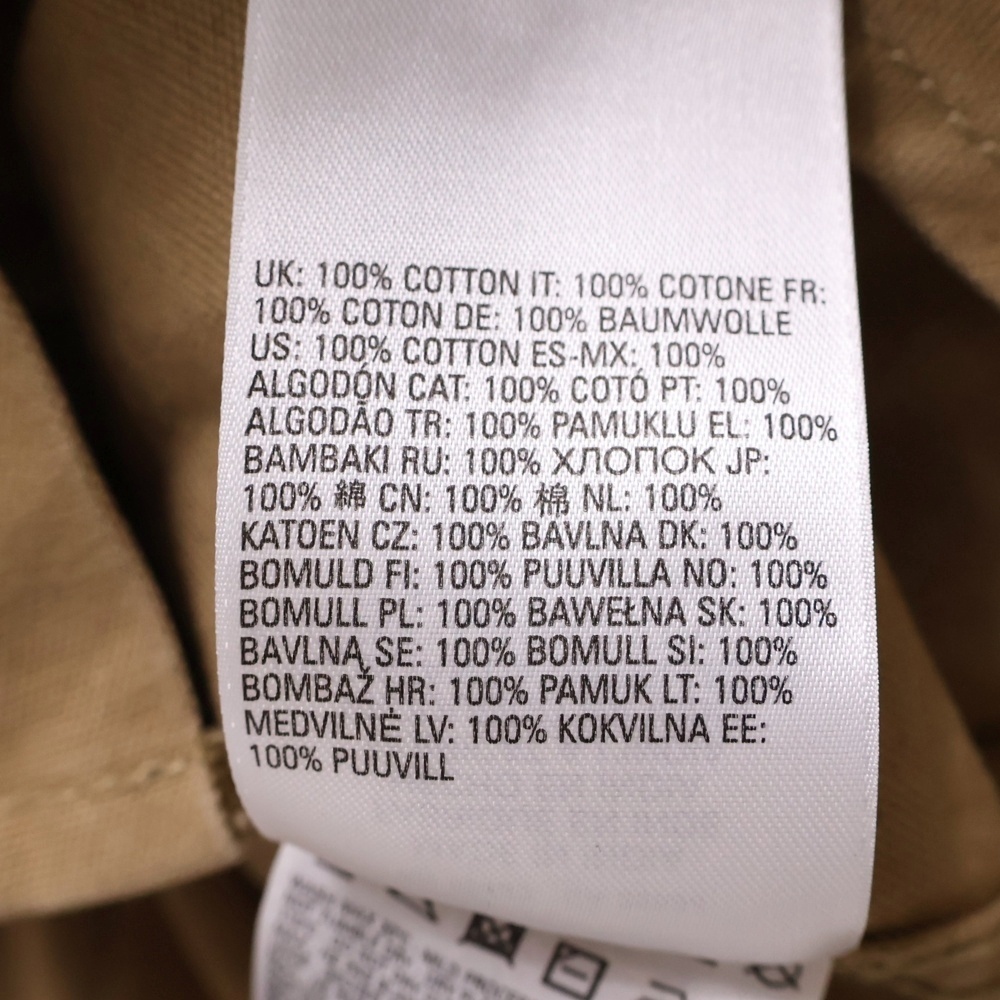 UK: 100% COTTON IT: 100% COTONE FR:
100% COTON DE: 100% BAUMWOLLE
US: 100% COTTON ES-MX: 100%
ALGODÓN CAT: 100% COTÓ PT: 100%
ALGODÃO TR: 100% PAMUKLU EL: 100%
BAMBAKI RU: 100% ХЛОПОК JP:
100% 綿 CN: 100% 棉 NL: 100%
KATOEN CZ: 100% BAVLNA DK: 100%
BOMULD FI: 100% PUUVILLA NO: 100%
BOMULL PL: 100% BAWEŁNA SK: 100%
BAVLNA SE: 100% BOMULL SI: 100%
BOMBAŽ HR: 100% PAMUK LT: 100%
MEDVILNĖ LV: 100% KOKVILNA EE:
100% PUUVILL